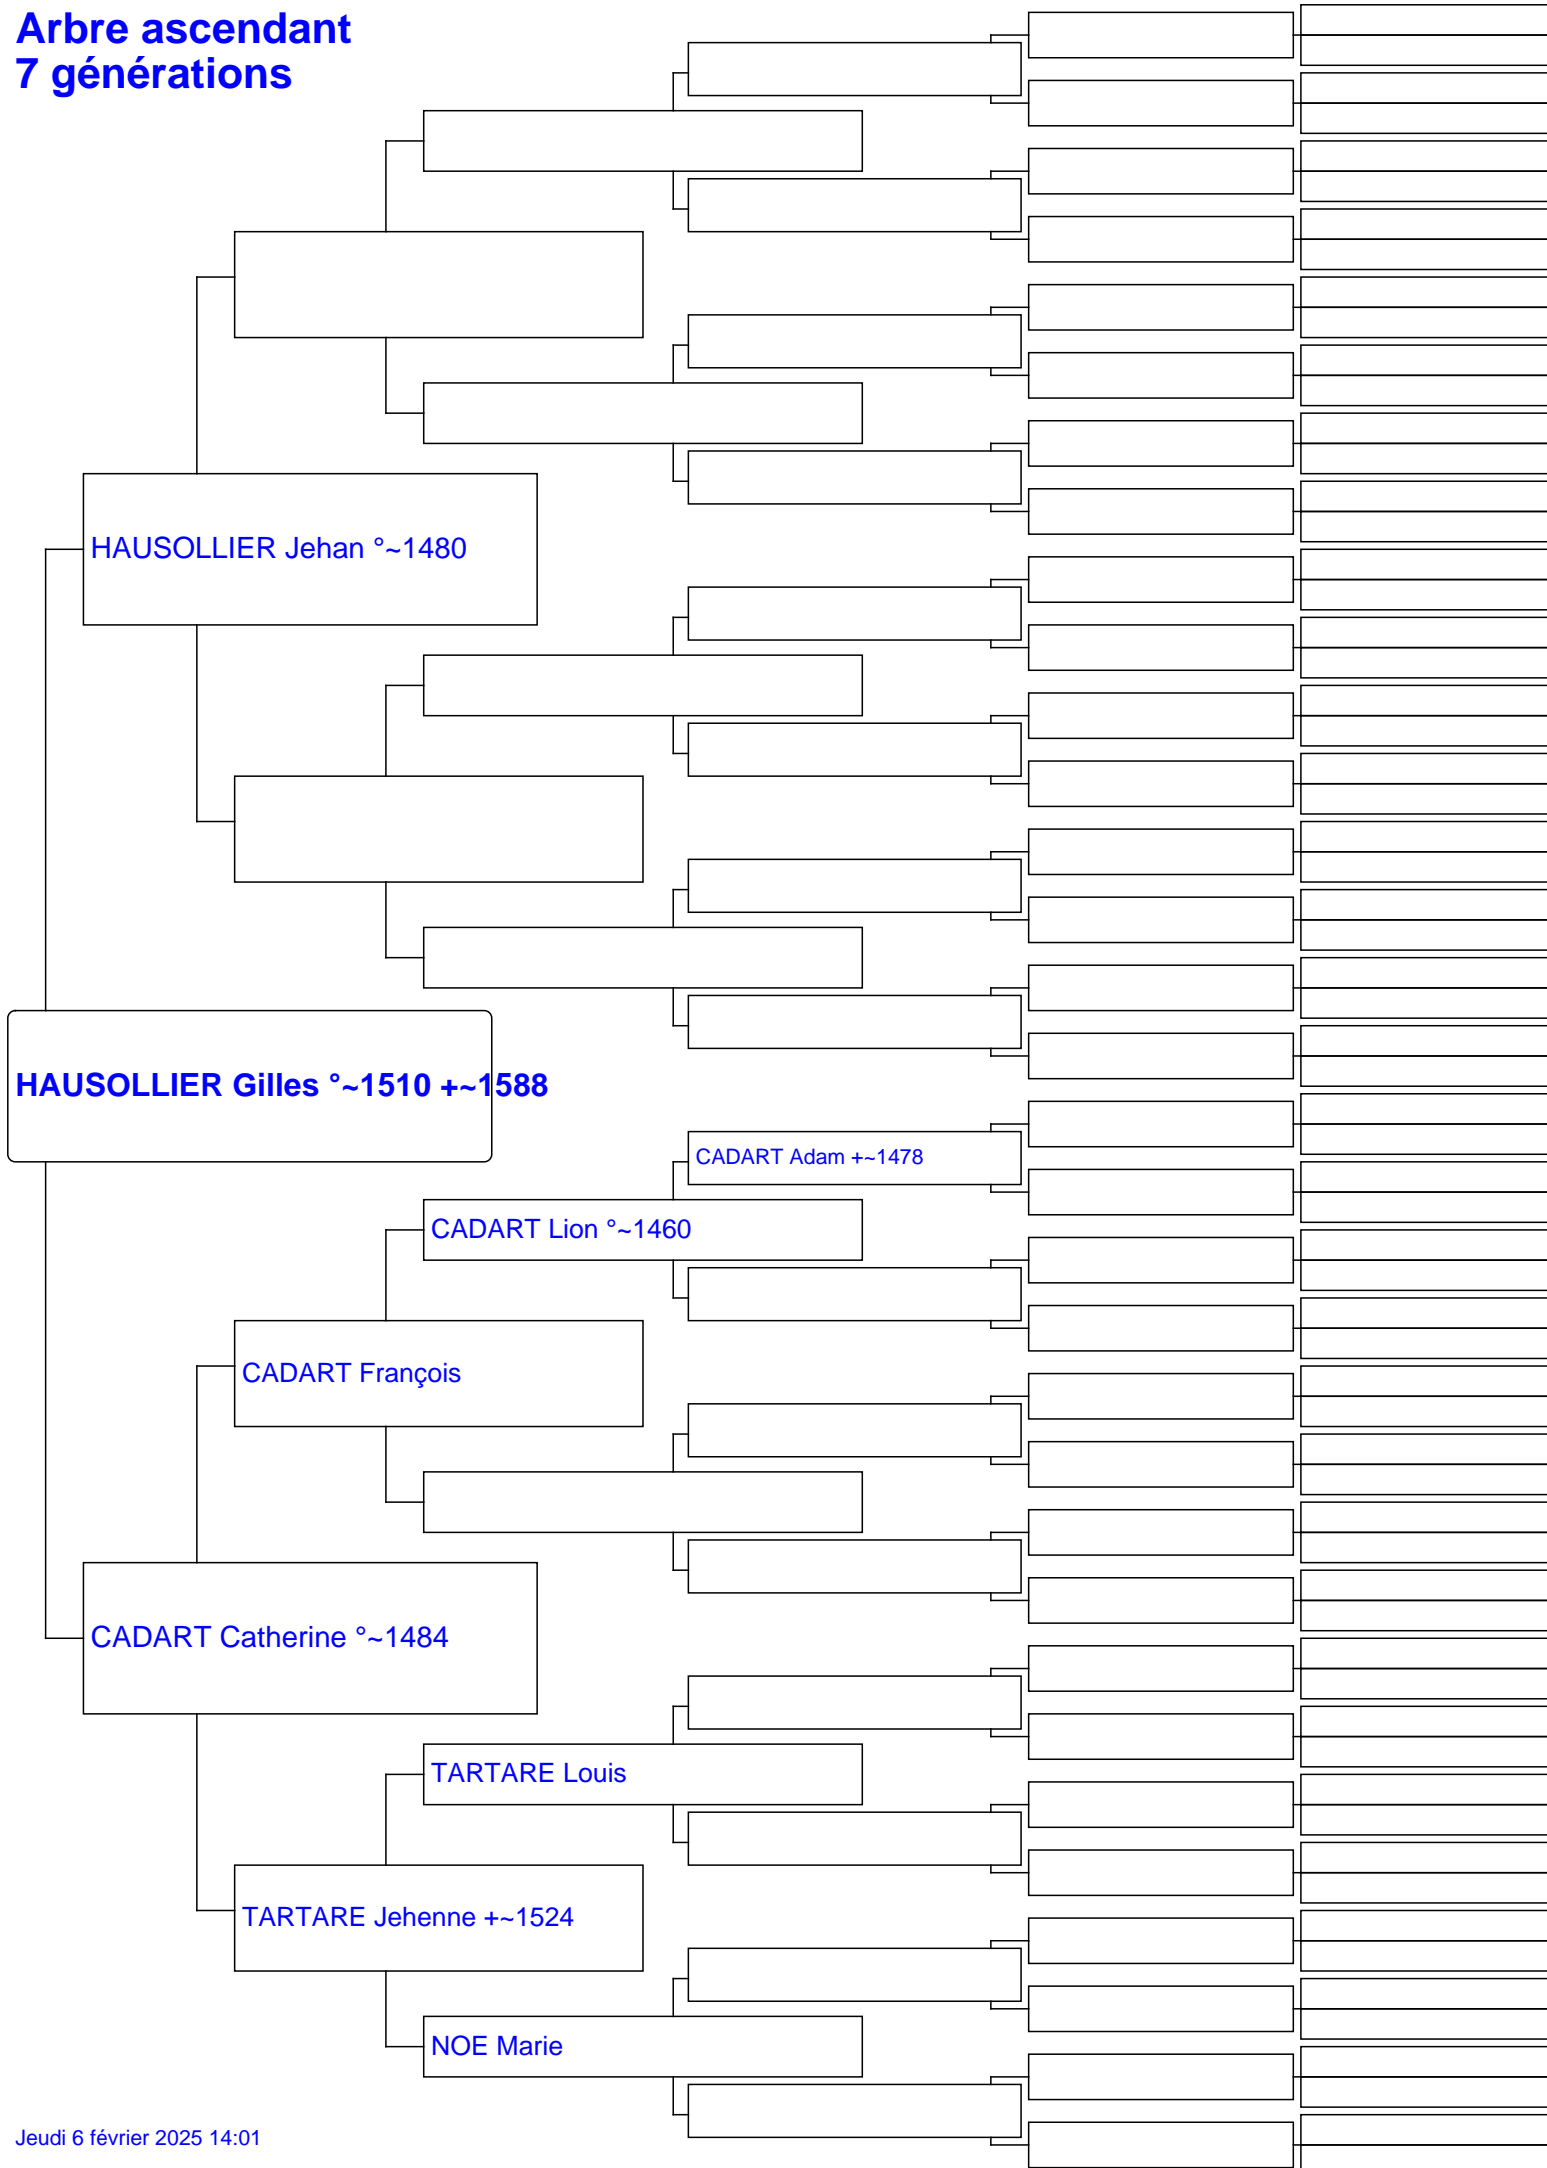 Arbre ascendant
7 générations
HAUSOLLIER Jehan °~1480
HAUSOLLIER Gilles °~1510 +~1588
CADART Adam +~1478
CADART Lion °~1460
CADART François
CADART Catherine °~1484
TARTARE Louis
TARTARE Jehenne +~1524
NOE Marie
Jeudi 6 février 2025 14:01